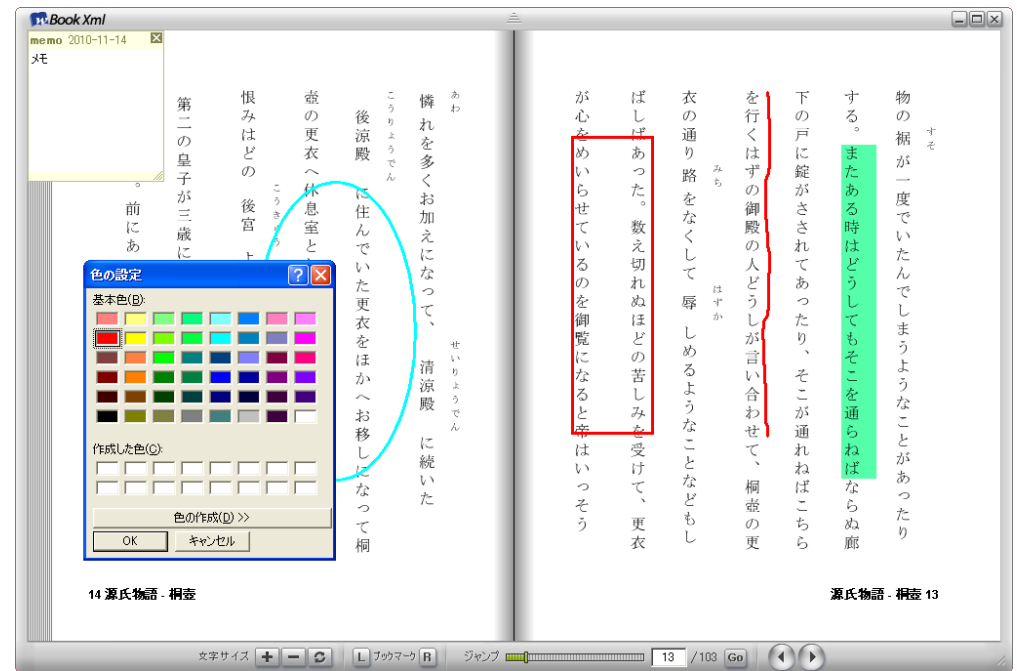 nBook Xml
memo 2010-11-14
メモ
物の裾が一度でいたんでしまうようなことがあったり
すそ
する。またある時はどうしてもそこを通らねばならぬ廊
下の戸に錠がさされてあったり、そこが通れねばこちら
を行くはずの御殿の人どうしが言い合わせて、桐壺の更
衣の通り路をなくして辱しめるようなことなどもし
みち
はずか
ばしばあった。数え切れぬほどの苦しみを受けて、更衣
が心をめいらせているのを御覧になると帝はいっそう
憐れを多くお加えになって、清涼殿に続いた
あわ
せいりょうでん
後涼殿に住んでいた更衣をほかへお移しになって桐
こうりょうでん
壺の更衣へ休息室と
恨みはどの後宮よ
こうきゅう
第二の皇子が三歳に
。前にあ
色の設定
基本色(B):
作成した色(C):
色の作成(D) >>
OK
キャンセル
14 源氏物語 - 桐壺
源氏物語 - 桐壺 13
文字サイズ
L ブックマーク R
ジャンプ
13 /103 Go